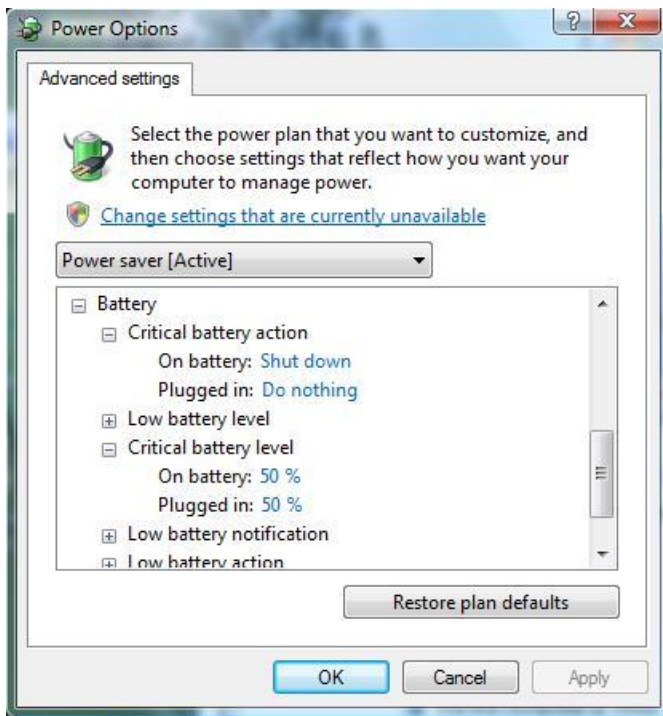 Power Options
Advanced settings
Select the power plan that you want to customize, and
then choose settings that reflect how you want your
computer to manage power.
Change settings that are currently unavailable
Power saver [Active]
Battery
Critical battery action
On battery: Shut down
Plugged in: Do nothing
Low battery level
Critical battery level
On battery: 50 %
Plugged in: 50 %
Low battery notification
Low battery action
Restore plan defaults
OK Cancel Apply